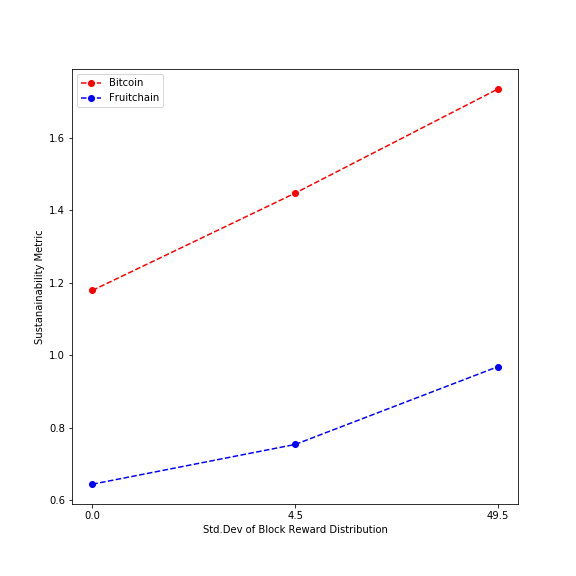 Bitcoin
Fruitchain
1.6
1.4
1.2
1.0
0.8
0.6
Sustanainability Metric
0.0
4.5
49.5
Std.Dev of Block Reward Distribution